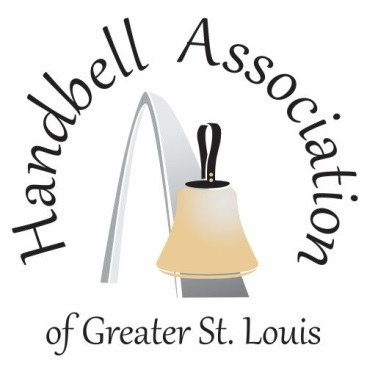 Handbell Association
of Greater St. Louis